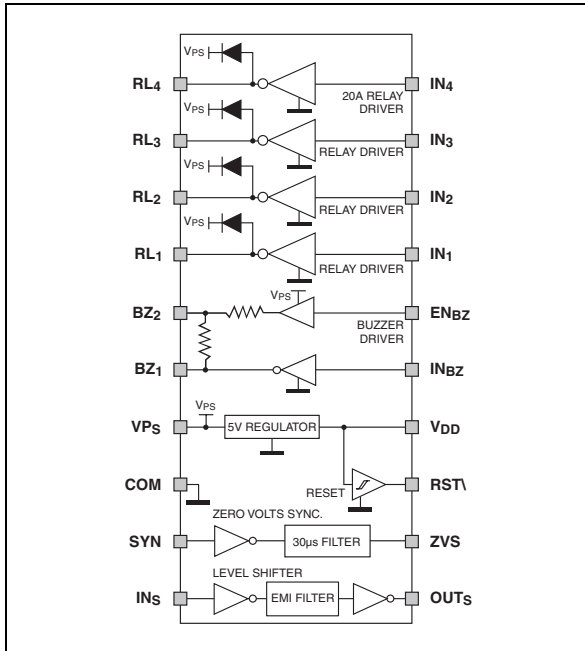 VPS
RL4 IN4
20A RELAY
DRIVER
VPS
RL3 IN3
RELAY DRIVER
VPS
RL2 IN2
RELAY DRIVER
VPS
RL1 IN1
RELAY DRIVER
VPS
BZ2 ENBZ
BUZZER
DRIVER
BZ1 INBZ
VPS
VPS 5V REGULATOR VDD
COM RESET RST\
ZERO VOLTS SYNC.
SYN 30µs FILTER ZVS
LEVEL SHIFTER
INS EMI FILTER OUTS